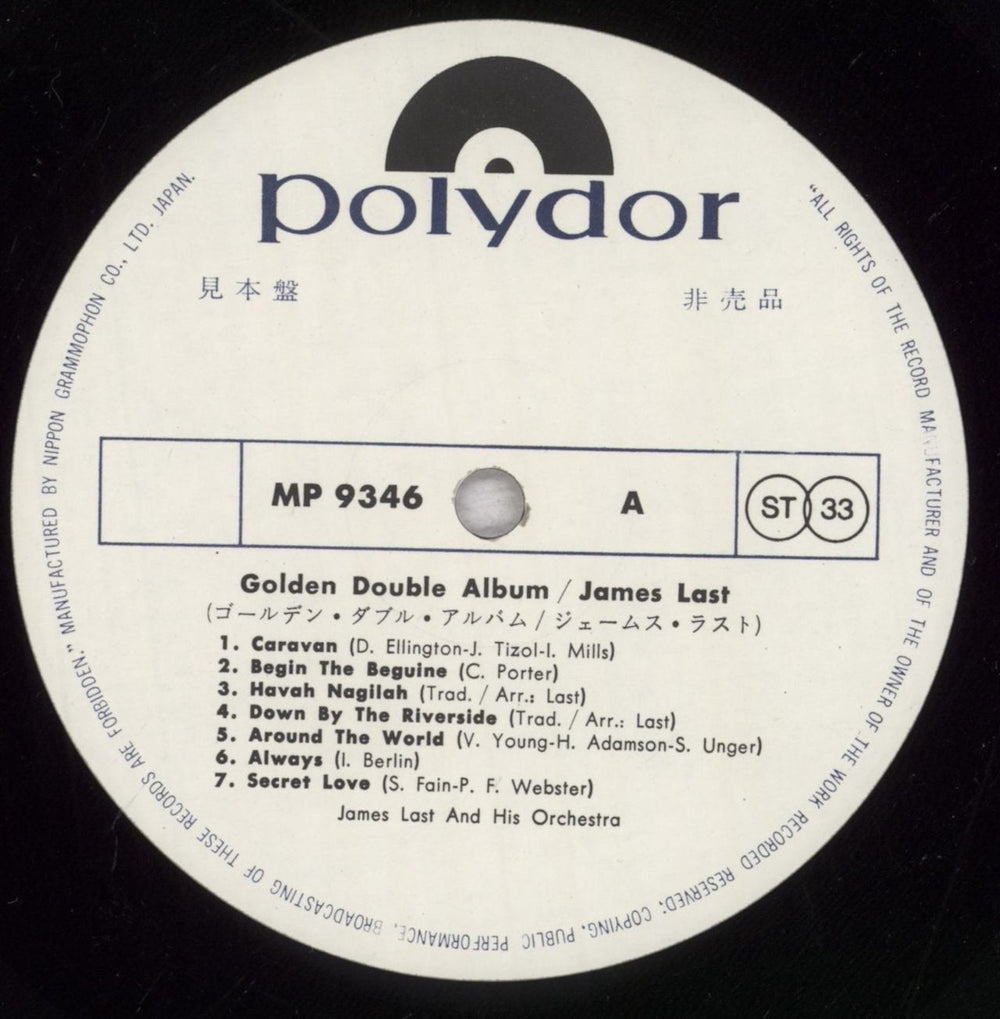 polydor
見本盤
非売品
MP 9346
A
ST 33
Golden Double Album / James Last
(ゴールデン・ダブル・アルバム / ジェームス・ラスト)
1. Caravan (D. Ellington-J. Tizol-I. Mills)
2. Begin The Beguine (C. Porter)
3. Havah Nagilah (Trad. / Arr.: Last)
4. Down By The Riverside (Trad. / Arr.: Last)
5. Around The World (V. Young-H. Adamson-S. Unger)
6. Always (I. Berlin)
7. Secret Love (S. Fain-P. F. Webster)
James Last And His Orchestra
"ALL RIGHTS OF THE RECORD MANUFACTURER AND OF THE OWNER OF THE WORK RECORDED RESERVED; COPYING, PUBLIC PERFORMANCE, BROADCASTING OF THESE RECORDS ARE FORBIDDEN." MANUFACTURED BY NIPPON GRAMMOPHON CO., LTD. JAPAN.